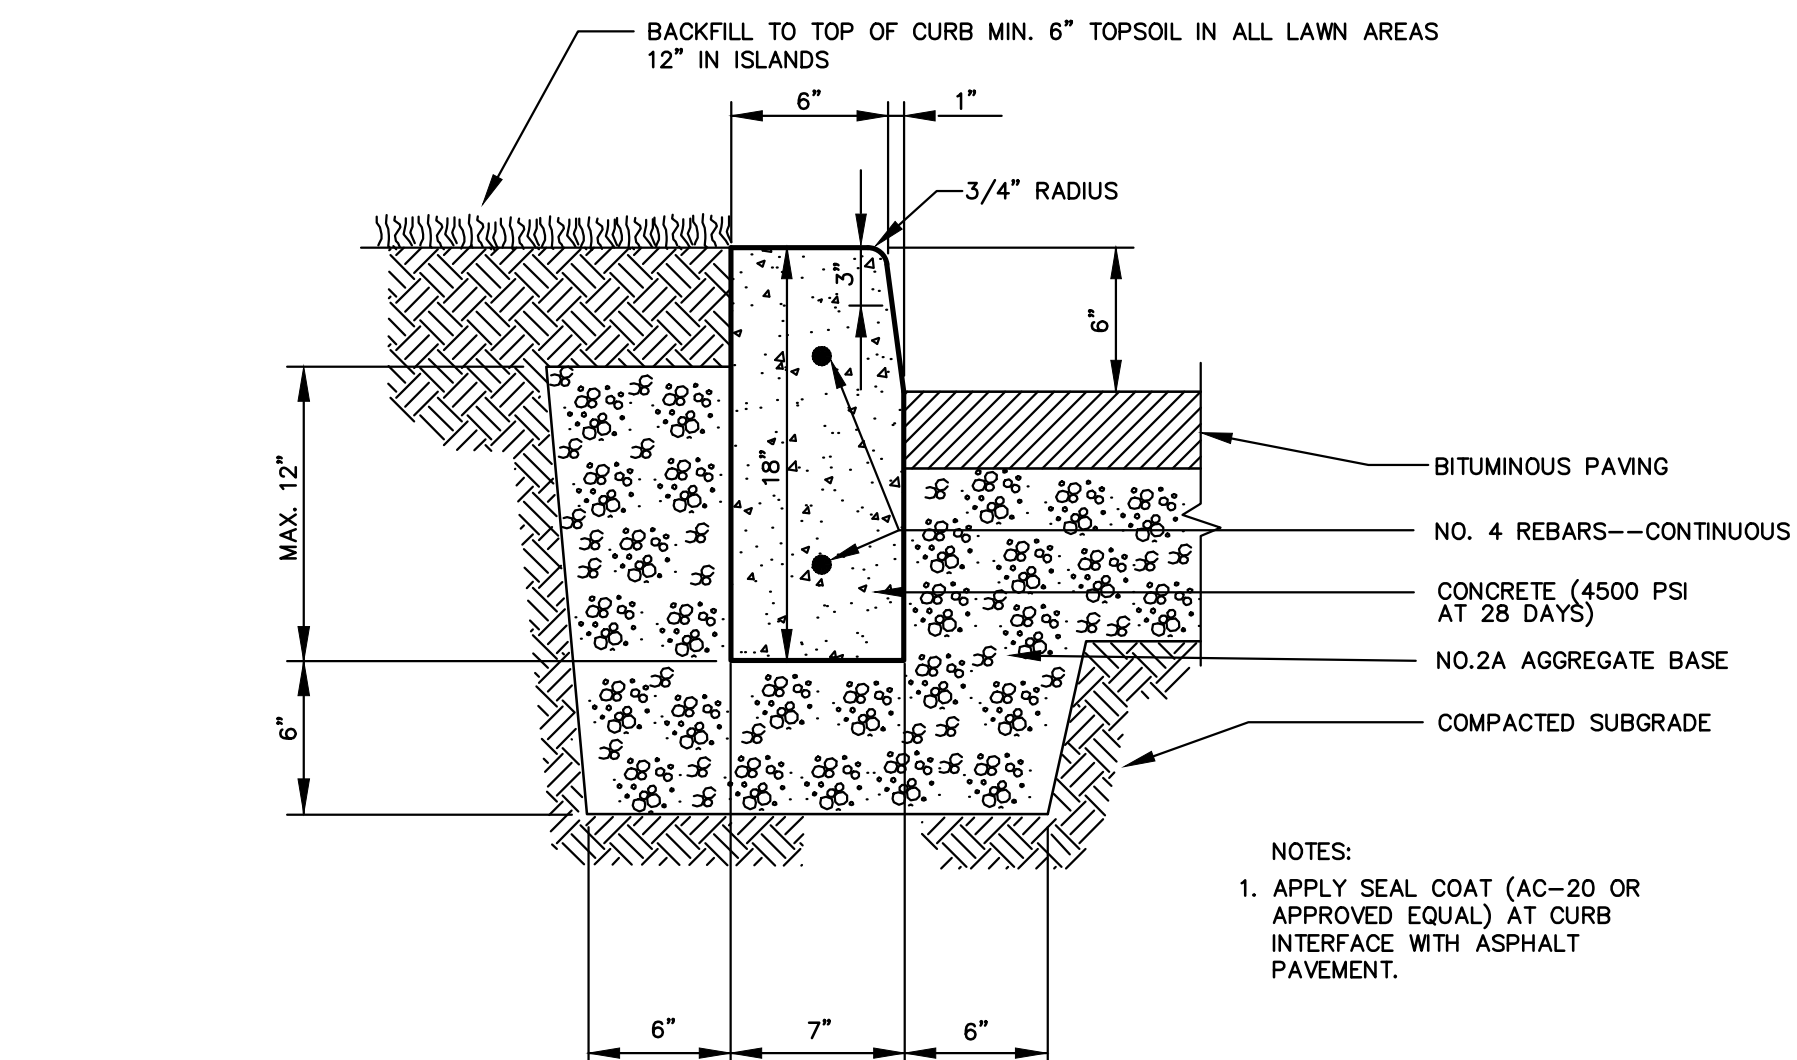 BACKFILL TO TOP OF CURB MIN. 6” TOPSOIL IN ALL LAWN AREAS
12” IN ISLANDS
6”
1”
3/4” RADIUS
3”
6”
18”
MAX. 12”
6”
BITUMINOUS PAVING
NO. 4 REBARS--CONTINUOUS
CONCRETE (4500 PSI
AT 28 DAYS)
NO.2A AGGREGATE BASE
COMPACTED SUBGRADE
NOTES:
1. APPLY SEAL COAT (AC-20 OR
APPROVED EQUAL) AT CURB
INTERFACE WITH ASPHALT
PAVEMENT.
6”
7”
6”